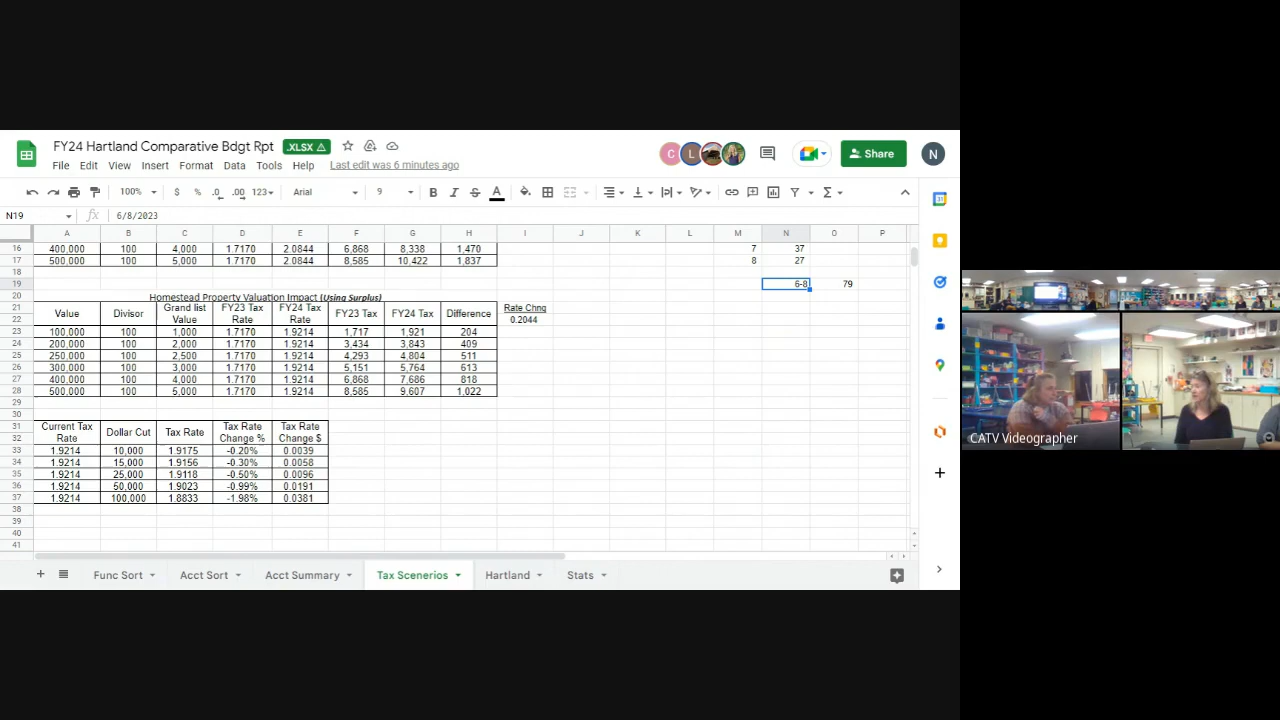 FY24 Hartland Comparative Bdgt Rpt .XLSX
File Edit View Insert Format Data Tools Help Last edit was 6 minutes ago
C L Share N
100% $ % .0 .00 123 Arial 9 B I S A
N19 fx 6/8/2023
A B C D E F G H I J K L M N O P
16 400,000 100 4,000 1.7170 2.0844 6,868 8,338 1,470 7 37
17 500,000 100 5,000 1.7170 2.0844 8,585 10,422 1,837 8 27
18
19 6-8 79
20 Homestead Property Valuation Impact (Using Surplus)
21 Value Divisor Grand list FY23 Tax FY24 Tax FY23 Tax FY24 Tax Difference Rate Chng
22 Value Rate Rate 0.2044
23 100,000 100 1,000 1.7170 1.9214 1,717 1,921 204
24 200,000 100 2,000 1.7170 1.9214 3,434 3,843 409
25 250,000 100 2,500 1.7170 1.9214 4,293 4,804 511
26 300,000 100 3,000 1.7170 1.9214 5,151 5,764 613
27 400,000 100 4,000 1.7170 1.9214 6,868 7,686 818
28 500,000 100 5,000 1.7170 1.9214 8,585 9,607 1,022
29
30
31 Current Tax Dollar Cut Tax Rate Tax Rate Tax Rate
32 Rate Change % Change $
33 1.9214 10,000 1.9175 -0.20% 0.0039
34 1.9214 15,000 1.9156 -0.30% 0.0058
35 1.9214 25,000 1.9118 -0.50% 0.0096
36 1.9214 50,000 1.9023 -0.99% 0.0191
37 1.9214 100,000 1.8833 -1.98% 0.0381
38
39
40
41
Func Sort Acct Sort Acct Summary Tax Scenerios Hartland Stats
CATV Videographer